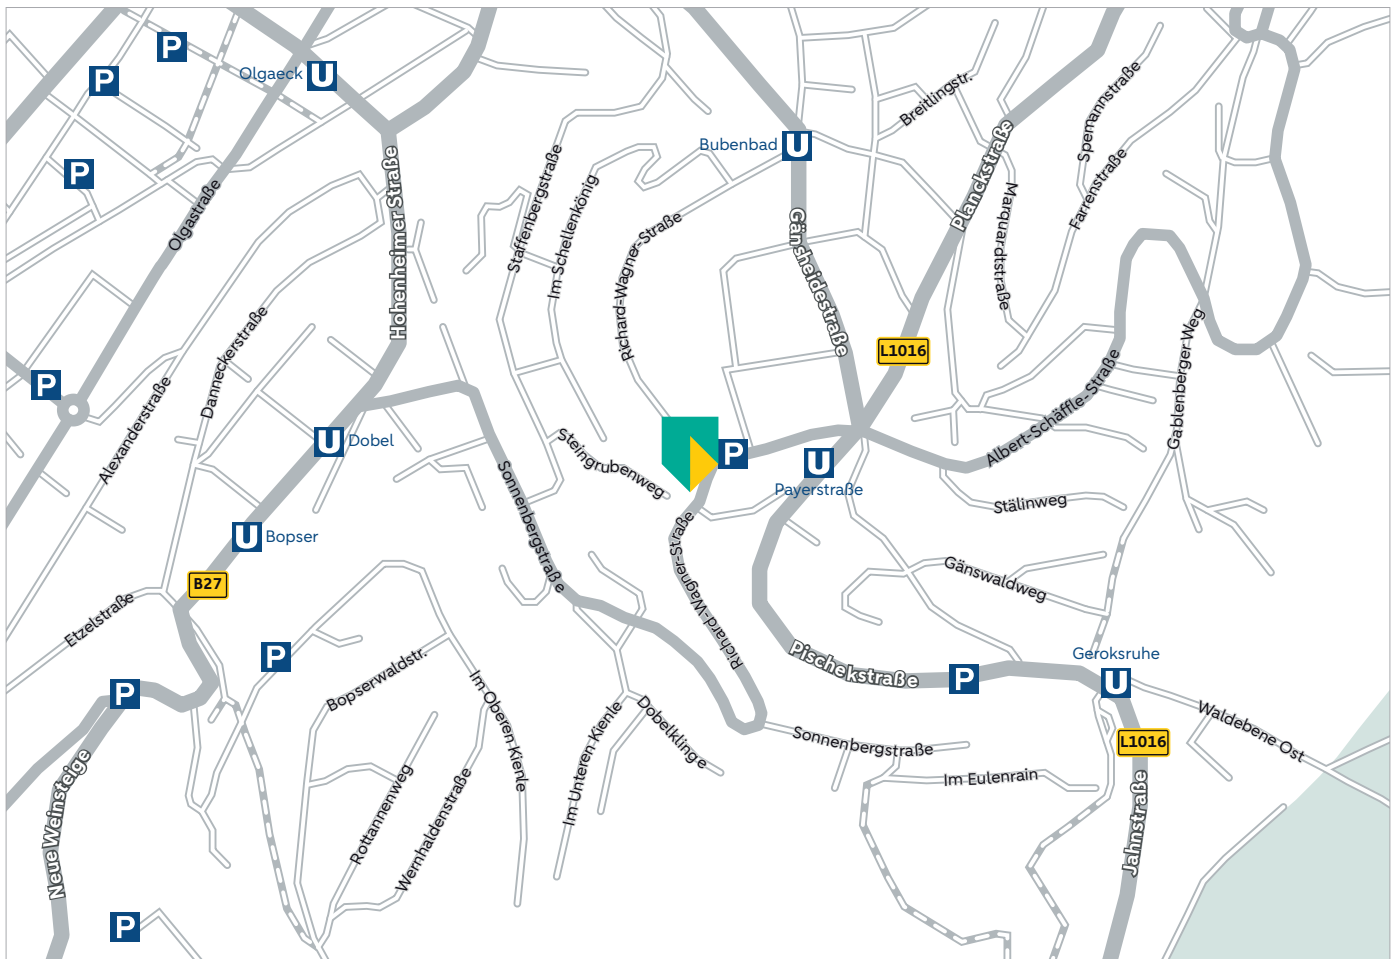 P
Olgaeck U
P
Breitlingstr.
Spemannstraße
Bubenbad U
P
Staffenbergstraße
Im Schellenkönig
Planckstraße
Farrenstraße
Marquardtstraße
Olgastraße
Hohenheimer Straße
Richard-Wagner-Straße
Gänsheidestraße
Danneckerstraße
Gablenberger Weg
L1016
P
Alexanderstraße
Albert-Schäffle-Straße
U Dobel
Steingrubenweg
P
U
Payerstraße
Sonnenbergstraße
Stälinweg
U Bopser
Richard-Wagner-Straße
B27
Gänswaldweg
Etzelstraße
P
Bopserwaldstr.
Pischekstraße
P
Geroksruhe
U
P
Im Oberen Kienle
Im Unteren Kienle
Dobelklinge
Waldebene Ost
Sonnenbergstraße
L1016
Neue Weinsteige
Rottannenweg
Wernhaldenstraße
Im Eulenrain
Jahnstraße
P